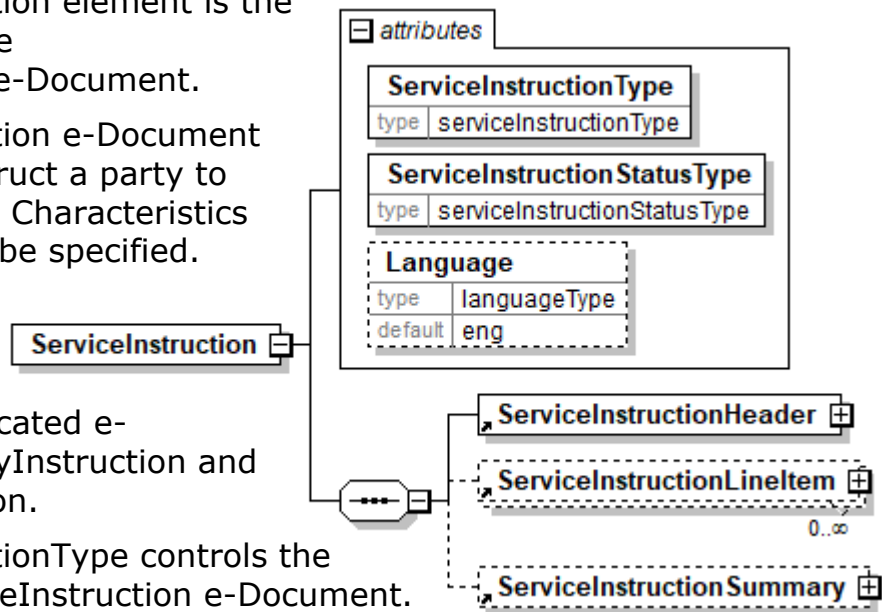 tion element is the
e
e-Document.
tion e-Document
ruct a party to
Characteristics
be specified.
cated e-
yInstruction and
on.
tionType controls the
eInstruction e-Document.
attributes
ServiceInstructionType
type serviceInstructionType
ServiceInstructionStatusType
type serviceInstructionStatusType
Language
type languageType
default eng
ServiceInstruction
ServiceInstructionHeader
ServiceInstructionLineItem
0..∞
ServiceInstructionSummary